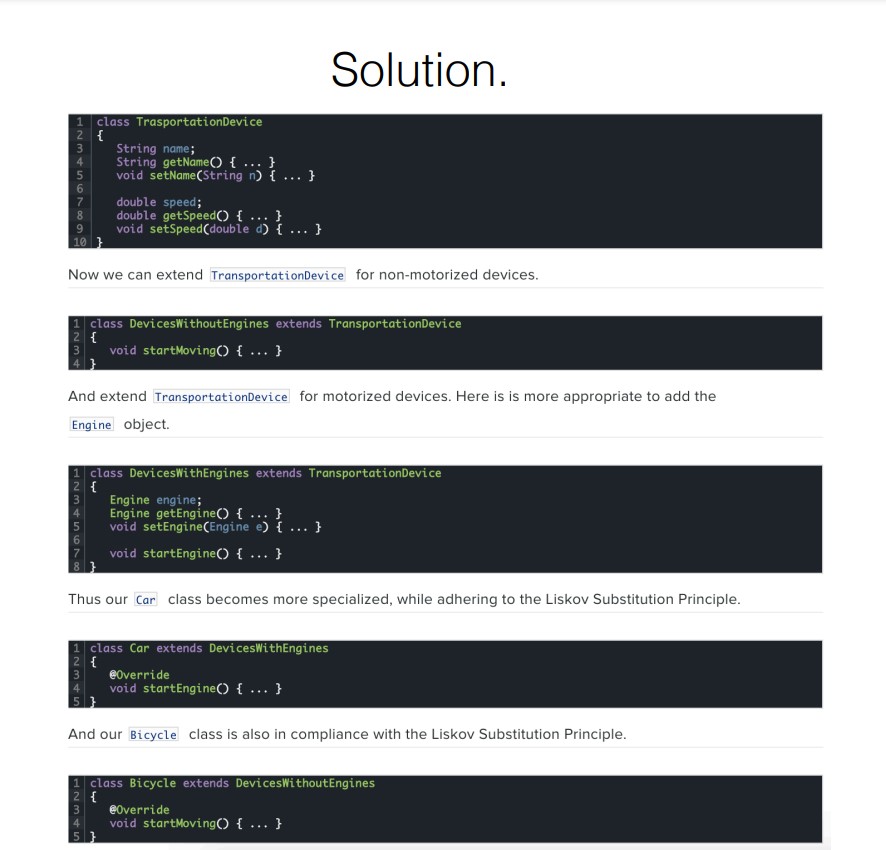 Solution.
1 class TrasportationDevice
2 {
3 String name;
4 String getName() { ... }
5 void setName(String n) { ... }
6
7 double speed;
8 double getSpeed() { ... }
9 void setSpeed(double d) { ... }
10 }
Now we can extend TransportationDevice for non-motorized devices.
1 class DevicesWithoutEngines extends TransportationDevice
2 {
3 void startMoving() { ... }
4 }
And extend TransportationDevice for motorized devices. Here is is more appropriate to add the
Engine object.
1 class DevicesWithEngines extends TransportationDevice
2 {
3 Engine engine;
4 Engine getEngine() { ... }
5 void setEngine(Engine e) { ... }
6
7 void startEngine() { ... }
8 }
Thus our Car class becomes more specialized, while adhering to the Liskov Substitution Principle.
1 class Car extends DevicesWithEngines
2 {
3 @Override
4 void startEngine() { ... }
5 }
And our Bicycle class is also in compliance with the Liskov Substitution Principle.
1 class Bicycle extends DevicesWithoutEngines
2 {
3 @Override
4 void startMoving() { ... }
5 }